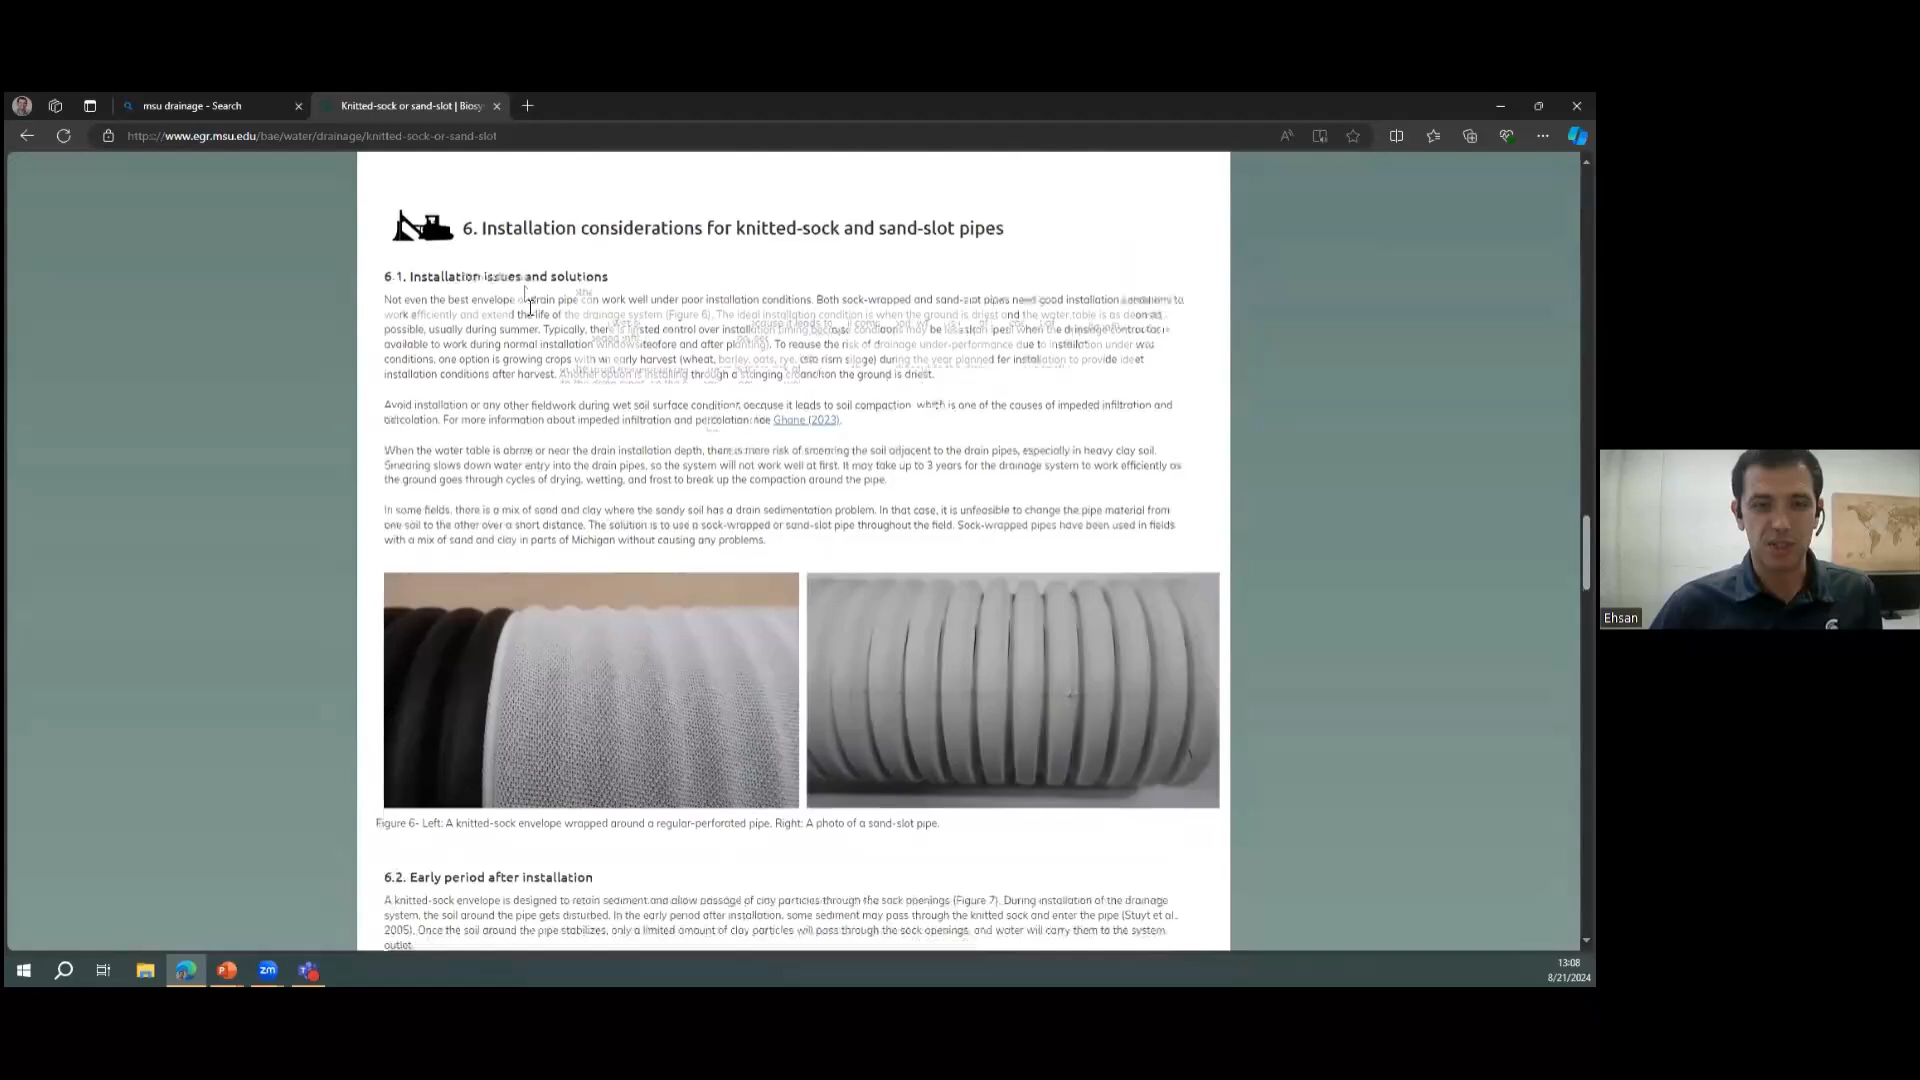 msu drainage - Search
Knitted-sock or sand-slot | Biosy
https://www.egr.msu.edu/bae/water/drainage/knitted-sock-or-sand-slot
6. Installation considerations for knitted-sock and sand-slot pipes
6.1. Installation issues and solutions
Not even the best envelope drain pipe can work well under poor installation conditions. Both sock-wrapped and sand-slot pipes need good installation to
work efficiently and extend the life of the drainage system (Figure 6). The ideal installation condition is when the ground is driest and the water table is as
possible, usually during summer. Typically, there is limited control over installation timing conditions may be when the drainage
available to work during normal installation and after planting). To the risk of drainage under-performance due to installation under
conditions, one option is growing crops with an early harvest (wheat, barley, oats, rye, during the year planned for installation to provide
installation conditions after harvest. Another option is installing through a the ground is driest.
Avoid installation or any other fieldwork during wet soil surface because it leads to soil compaction which is one of the causes of impeded infiltration and
percolation. For more information about impeded infiltration and percolation Ghane (2023).
When the water table is above or near the drain installation depth, there is more risk of smearing the soil adjacent to the drain pipes, especially in heavy clay soil.
Smearing slows down water entry into the drain pipes, so the system will not work well at first. It may take up to 3 years for the drainage system to work efficiently as
the ground goes through cycles of drying, wetting, and frost to break up the compaction around the pipe.
In some fields, there is a mix of sand and clay where the sandy soil has a drain sedimentation problem. In that case, it is unfeasible to change the pipe material from
one soil to the other over a short distance. The solution is to use a sock-wrapped or sand-slot pipe throughout the field. Sock-wrapped pipes have been used in fields
with a mix of sand and clay in parts of Michigan without causing any problems.
Figure 6- Left: A knitted-sock envelope wrapped around a regular-perforated pipe. Right: A photo of a sand-slot pipe.
6.2. Early period after installation
A knitted-sock envelope is designed to retain sediment and allow passage of clay particles through the sock openings (Figure 7). During installation of the drainage
system, the soil around the pipe gets disturbed. In the early period after installation, some sediment may pass through the knitted sock and enter the pipe (Stuyt et al.,
2005). Once the soil around the pipe stabilizes, only a limited amount of clay particles will pass through the sock openings, and water will carry them to the system
outlet.
Ehsan
zm
13:08
8/21/2024